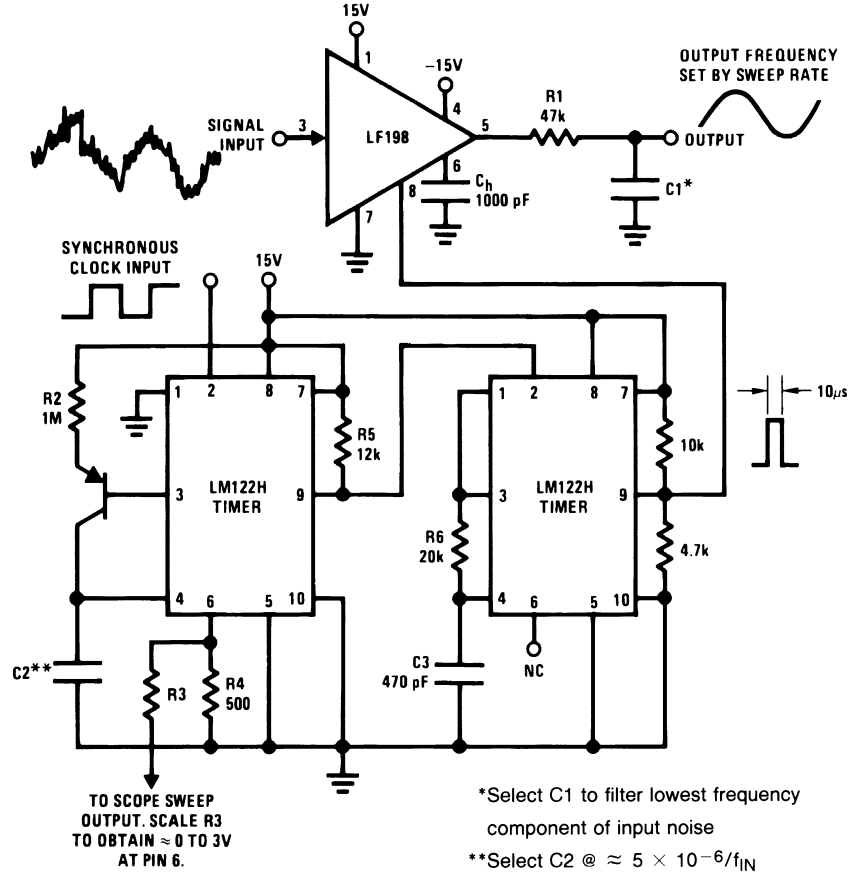 15V
1
-15V
4
OUTPUT FREQUENCY
SET BY SWEEP RATE
R1
47k
SIGNAL
INPUT
3
LF198
5
OUTPUT
6
8
Ch
1000 pF
C1*
7
SYNCHRONOUS
CLOCK INPUT
15V
R2
1M
1
2
8
7
R5
12k
3
LM122H
TIMER
9
4
6
5
10
C2**
R3
R4
500
TO SCOPE SWEEP
OUTPUT. SCALE R3
TO OBTAIN ≈ 0 TO 3V
AT PIN 6.
1
2
8
7
10k
10µs
3
LM122H
TIMER
9
R6
20k
4.7k
4
6
5
10
C3
470 pF
NC
*Select C1 to filter lowest frequency
component of input noise
**Select C2 @ ≈ 5 × 10−6/fIN